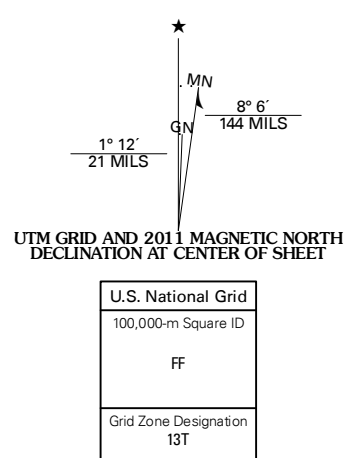 ★
MN
8° 6´
144 MILS
GN
1° 12´
21 MILS
UTM GRID AND 2011 MAGNETIC NORTH
DECLINATION AT CENTER OF SHEET
U.S. National Grid
100,000-m Square ID
FF
Grid Zone Designation
13T